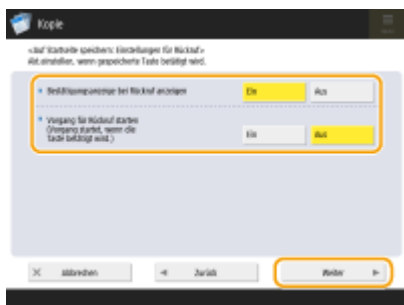 Kopie
<Auf Startseite speichern: Einstellungen für Rückruf>
Akt.einstellen, wenn gespeicherte Taste betätigt wird.
Bestätigungsanzeige bei Rückruf anzeigen
Ein
Aus
Vorgang für Rückruf starten
(Vorgang startet, wenn die
Taste betätigt wird.)
Ein
Aus
Abbrechen
Zurück
Weiter